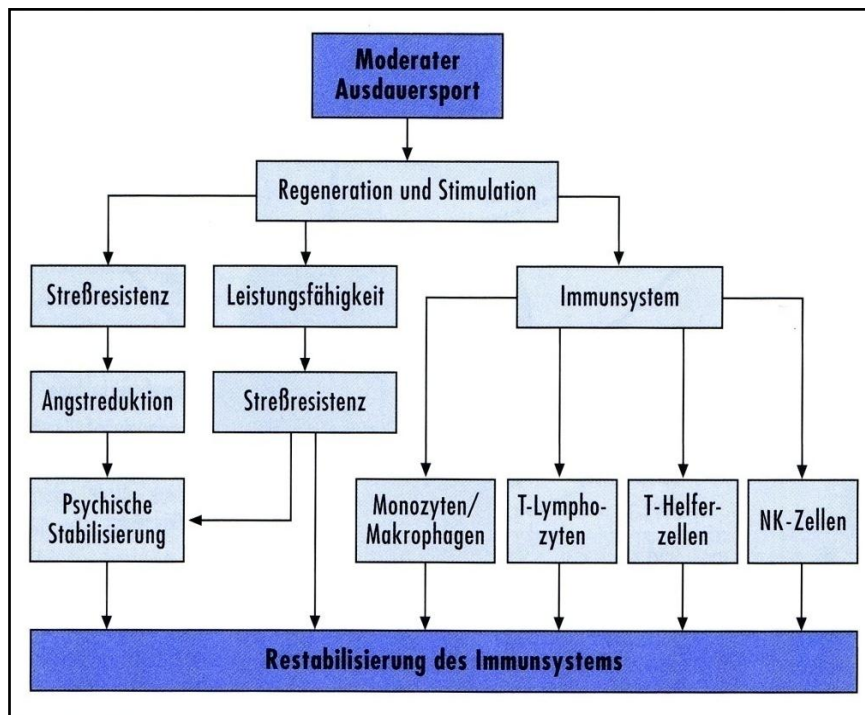 Moderater
Ausdauersport
Regeneration und Stimulation
Streßresistenz
Leistungsfähigkeit
Immunsystem
Angstreduktion
Streßresistenz
Psychische
Stabilisierung
Monozyten/
Makrophagen
T-Lympho-
zyten
T-Helfer-
zellen
NK-Zellen
Restabilisierung des Immunsystems